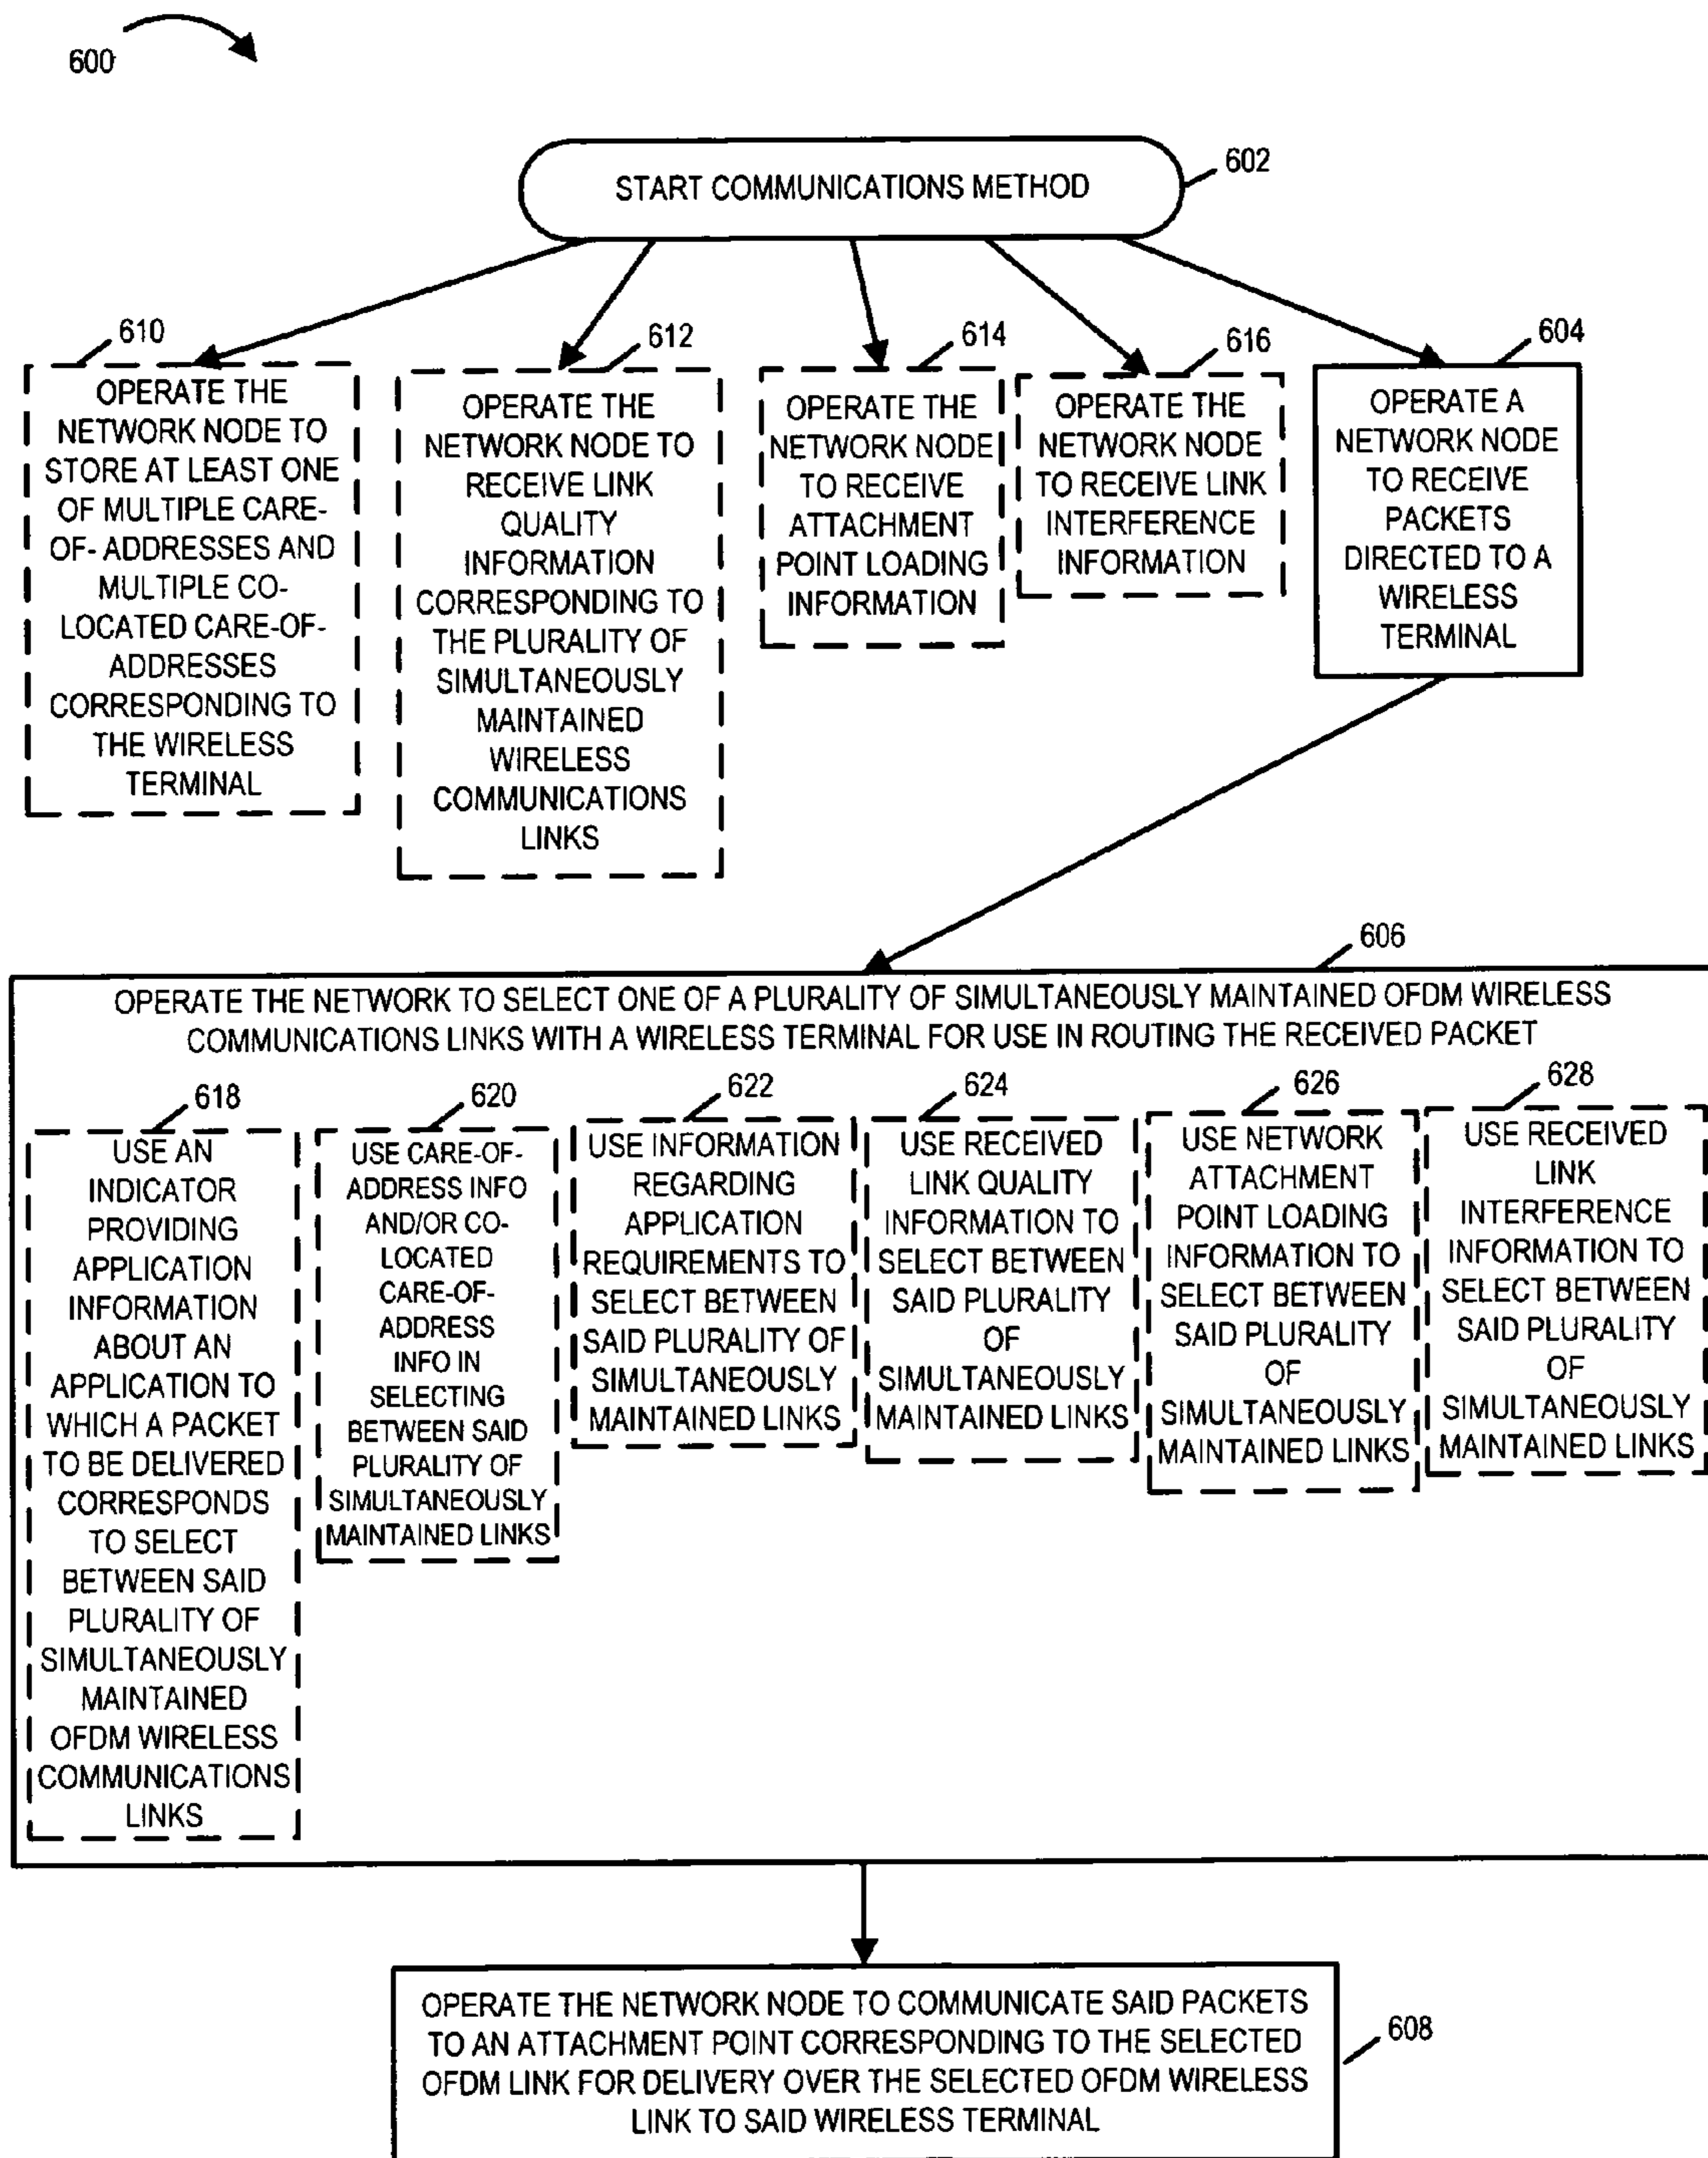 600
START COMMUNICATIONS METHOD
602
610
OPERATE THE
NETWORK NODE TO
STORE AT LEAST ONE
OF MULTIPLE CARE-
OF- ADDRESSES AND
MULTIPLE CO-
LOCATED CARE-OF-
ADDRESSES
CORRESPONDING TO
THE WIRELESS
TERMINAL
612
OPERATE THE
NETWORK NODE TO
RECEIVE LINK
QUALITY
INFORMATION
CORRESPONDING TO
THE PLURALITY OF
SIMULTANEOUSLY
MAINTAINED
WIRELESS
COMMUNICATIONS
LINKS
614
OPERATE THE
NETWORK NODE
TO RECEIVE
ATTACHMENT
POINT LOADING
INFORMATION
616
OPERATE THE
NETWORK NODE
TO RECEIVE LINK
INTERFERENCE
INFORMATION
604
OPERATE A
NETWORK NODE
TO RECEIVE
PACKETS
DIRECTED TO A
WIRELESS
TERMINAL
606
OPERATE THE NETWORK TO SELECT ONE OF A PLURALITY OF SIMULTANEOUSLY MAINTAINED OFDM WIRELESS
COMMUNICATIONS LINKS WITH A WIRELESS TERMINAL FOR USE IN ROUTING THE RECEIVED PACKET
618
USE AN
INDICATOR
PROVIDING
APPLICATION
INFORMATION
ABOUT AN
APPLICATION TO
WHICH A PACKET
TO BE DELIVERED
CORRESPONDS
TO SELECT
BETWEEN SAID
PLURALITY OF
SIMULTANEOUSLY
MAINTAINED
OFDM WIRELESS
COMMUNICATIONS
LINKS
620
USE CARE-OF-
ADDRESS INFO
AND/OR CO-
LOCATED
CARE-OF-
ADDRESS
INFO IN
SELECTING
BETWEEN SAID
PLURALITY OF
SIMULTANEOUSLY
MAINTAINED LINKS
622
USE INFORMATION
REGARDING
APPLICATION
REQUIREMENTS TO
SELECT BETWEEN
SAID PLURALITY OF
SIMULTANEOUSLY
MAINTAINED LINKS
624
USE RECEIVED
LINK QUALITY
INFORMATION TO
SELECT BETWEEN
SAID PLURALITY
OF
SIMULTANEOUSLY
MAINTAINED LINKS
626
USE NETWORK
ATTACHMENT
POINT LOADING
INFORMATION TO
SELECT BETWEEN
SAID PLURALITY
OF
SIMULTANEOUSLY
MAINTAINED LINKS
628
USE RECEIVED
LINK
INTERFERENCE
INFORMATION TO
SELECT BETWEEN
SAID PLURALITY
OF
SIMULTANEOUSLY
MAINTAINED LINKS
OPERATE THE NETWORK NODE TO COMMUNICATE SAID PACKETS
TO AN ATTACHMENT POINT CORRESPONDING TO THE SELECTED
OFDM LINK FOR DELIVERY OVER THE SELECTED OFDM WIRELESS
LINK TO SAID WIRELESS TERMINAL
608